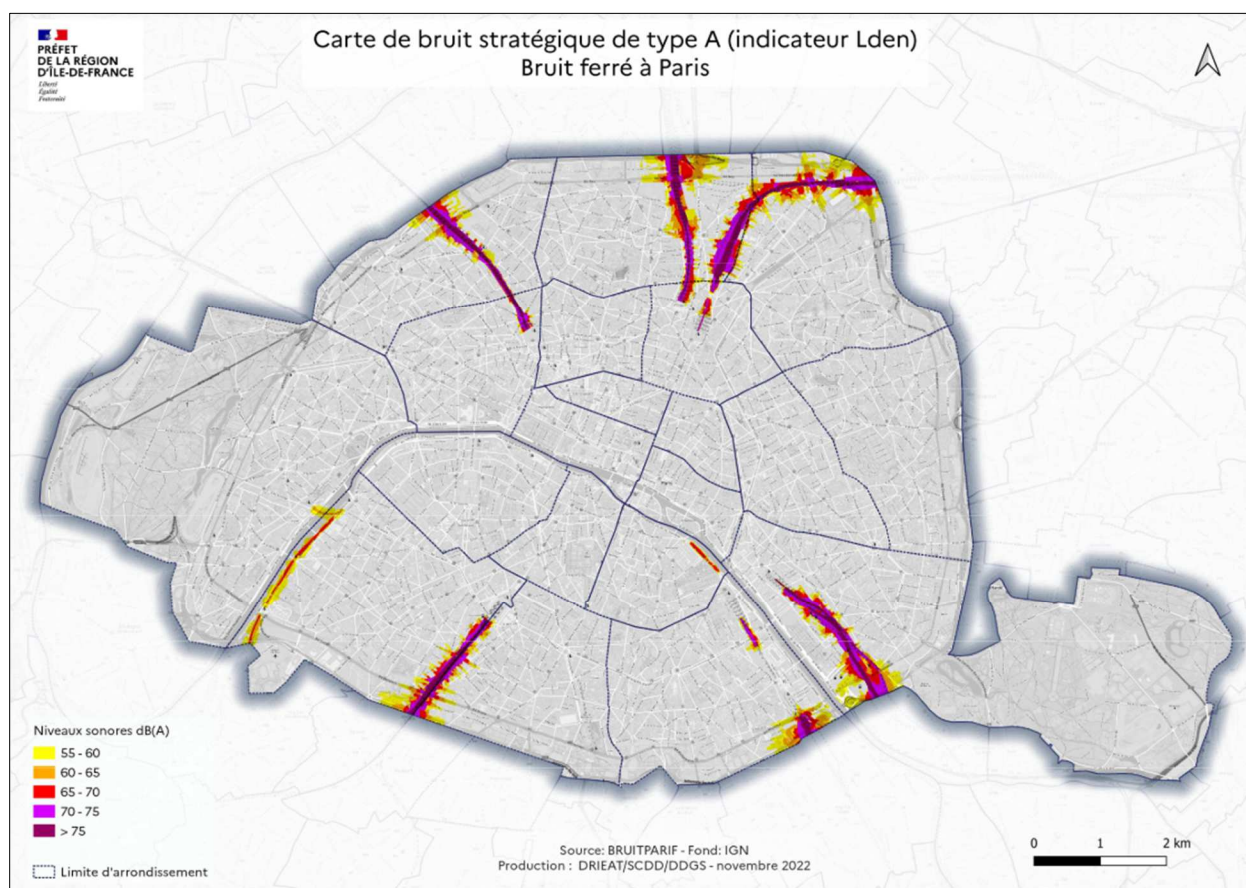 PRÉFET
DE LA RÉGION
D'ÎLE-DE-FRANCE
Liberté
Égalité
Fraternité
Carte de bruit stratégique de type A (indicateur Lden)
Bruit ferré à Paris
Niveaux sonores dB(A)
55 - 60
60 - 65
65 - 70
70 - 75
> 75
Limite d'arrondissement
Source: BRUITPARIF - Fond: IGN
Production : DRIEAT/SCDD/DDGS - novembre 2022
0 1 2 km